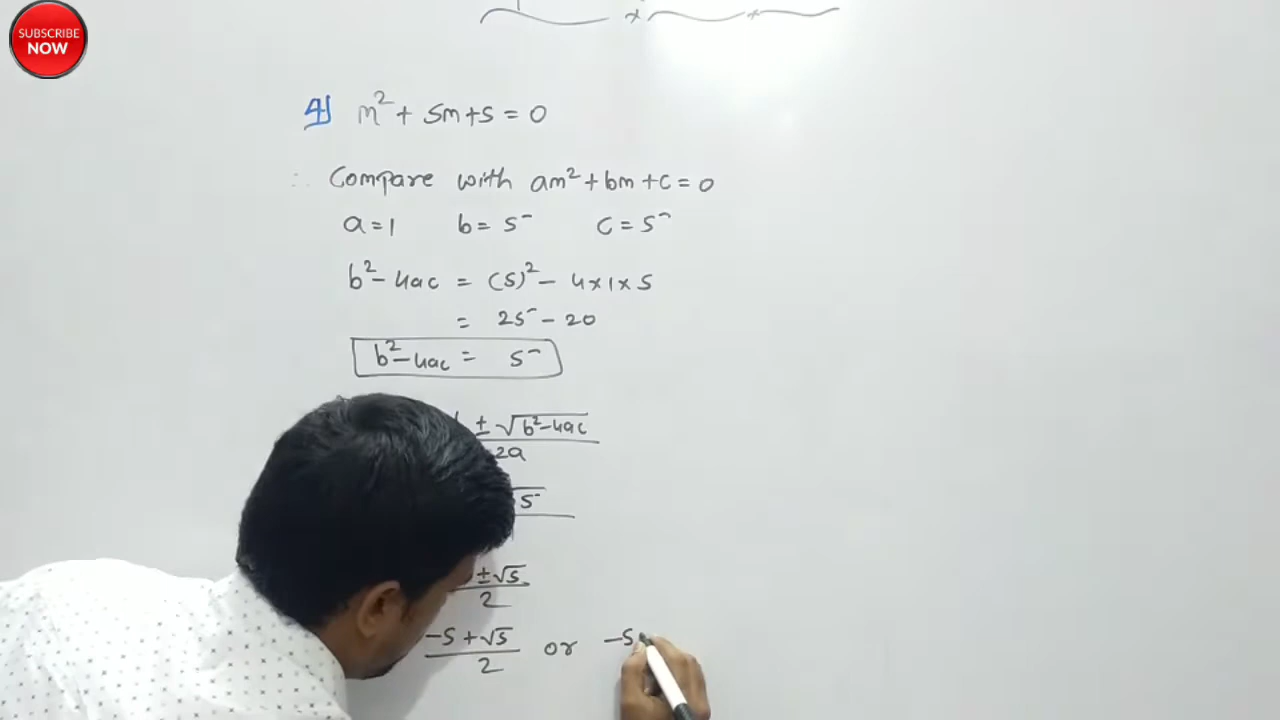 SUBSCRIBE
NOW
4) m² + 5m + 5 = 0
∴ Compare with am² + bm + c = 0
a = 1 b = 5 c = 5
b² - 4ac = (5)² - 4 × 1 × 5
= 25 - 20
b² - 4ac = 5
± √b² - 4ac
2a
√5
± √5
2
-5 + √5 or -5
2